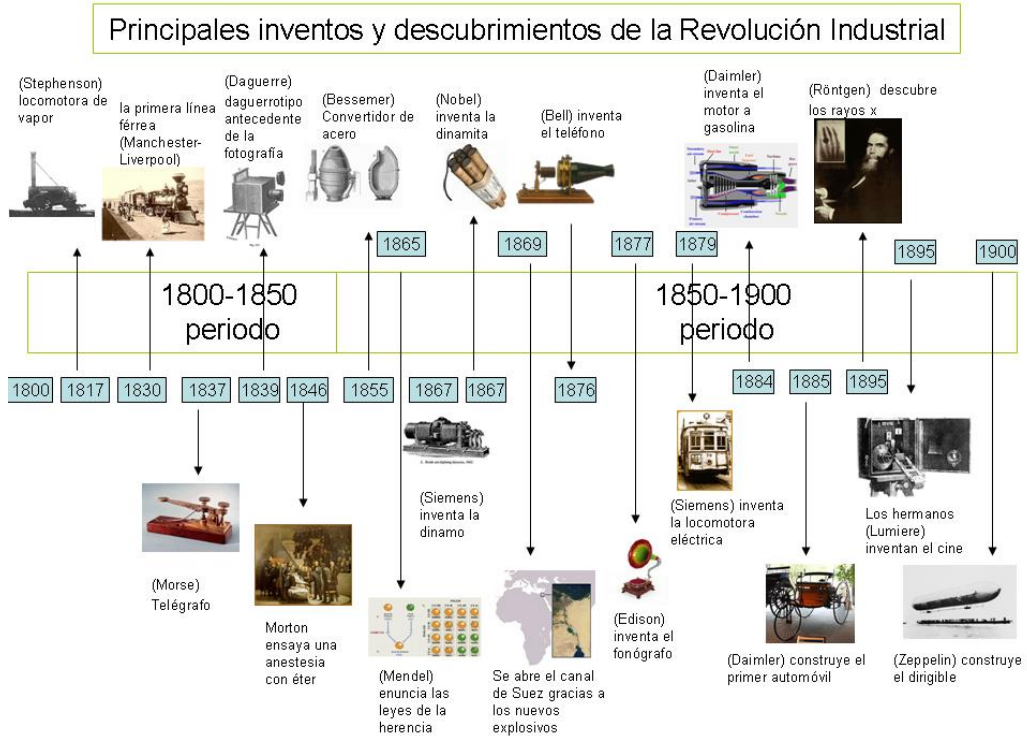 Principales inventos y descubrimientos de la Revolución Industrial
(Stephenson)
locomotora de
vapor
la primera línea
férrea
(Manchester-
Liverpool)
(Daguerre)
daguerrotipo
antecedente
de la
fotografía
(Bessemer)
Convertidor de
acero
(Nobel)
inventa la
dinamita
(Bell) inventa
el teléfono
(Daimler)
inventa el
motor a
gasolina
(Röntgen) descubre
los rayos x
1865
1869
1877
1879
1895
1900
1800-1850
periodo
1850-1900
periodo
1800
1817
1830
1837
1839
1846
1855
1867
1867
1876
1884
1885
1895
(Morse)
Telégrafo
Morton
ensaya una
anestesia
con éter
(Mendel)
enuncia las
leyes de la
herencia
(Siemens)
inventa la
dinamo
Se abre el canal
de Suez gracias a
los nuevos
explosivos
(Edison)
inventa el
fonógrafo
(Siemens) inventa
la locomotora
eléctrica
(Daimler) construye el
primer automóvil
Los hermanos
(Lumiere)
inventan el cine
(Zeppelin) construye
el dirigible